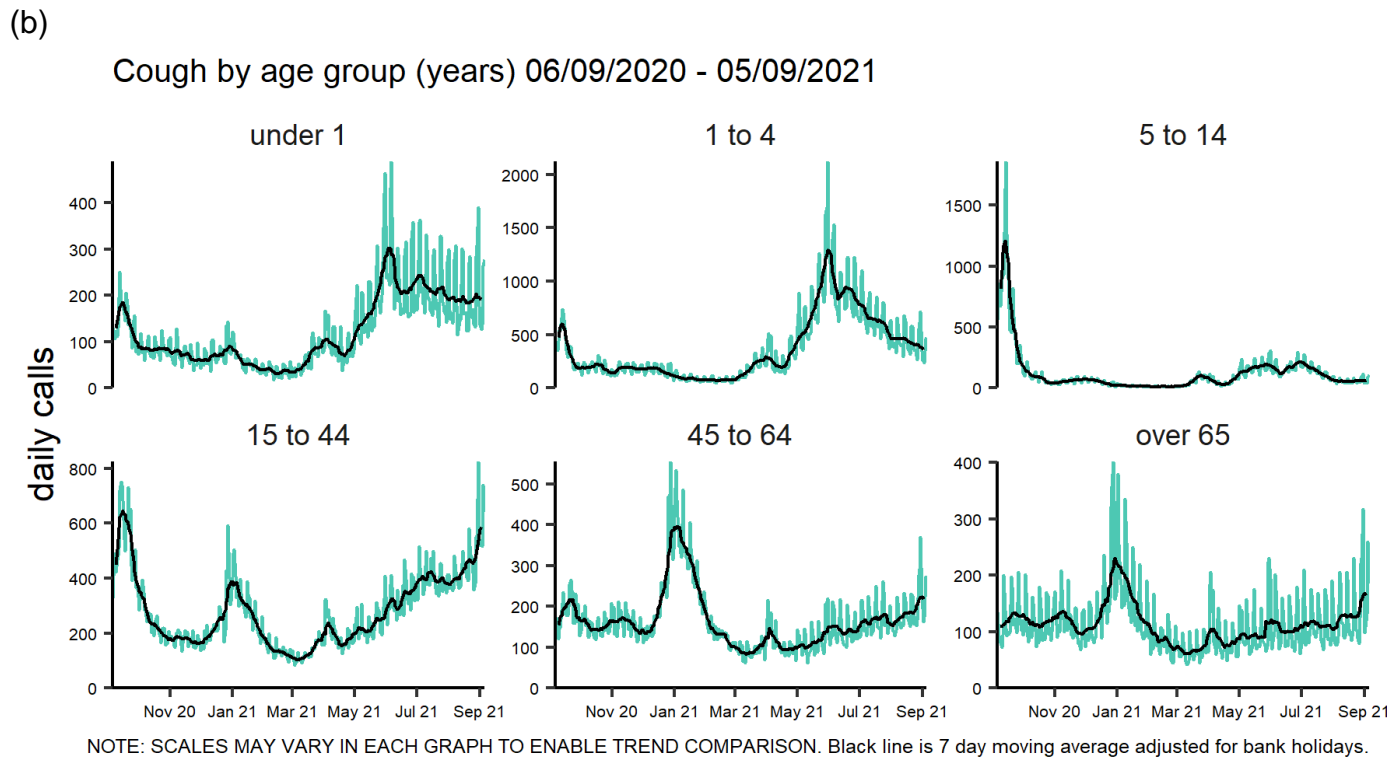 (b)
Cough by age group (years) 06/09/2020 - 05/09/2021
daily calls
under 1
400
300
200
100
0
1 to 4
2000
1500
1000
500
0
5 to 14
1500
1000
500
0
15 to 44
800
600
400
200
0
Nov 20 Jan 21 Mar 21 May 21 Jul 21 Sep 21
45 to 64
500
400
300
200
100
0
Nov 20 Jan 21 Mar 21 May 21 Jul 21 Sep 21
over 65
400
300
200
100
0
Nov 20 Jan 21 Mar 21 May 21 Jul 21 Sep 21
NOTE: SCALES MAY VARY IN EACH GRAPH TO ENABLE TREND COMPARISON. Black line is 7 day moving average adjusted for bank holidays.